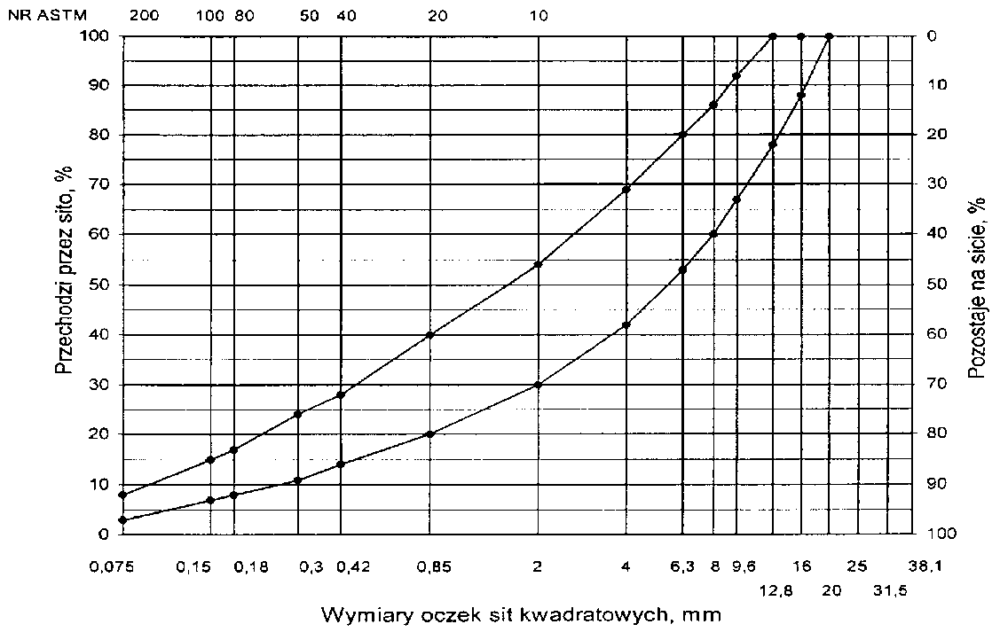 NR ASTM 200 100 80 50 40 20 10
100 0
90 10
80 20
70 30
60 40
50 50
40 60
30 70
20 80
10 90
0 100
Przechodzi przez sito, %
Pozostaje na sicie, %
0,075 0,15 0,18 0,3 0,42 0,85 2 4 6,3 8 9,6 16 25 38,1
12,8 20 31,5
Wymiary oczek sit kwadratowych, mm